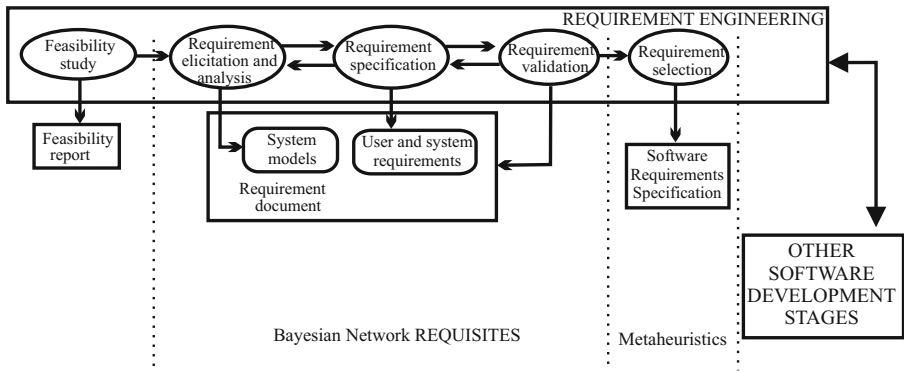 REQUIREMENT ENGINEERING
Feasibility
study
Requirement
elicitation and
analysis
Requirement
specification
Requirement
validation
Requirement
selection
Feasibility
report
System
models
User and system
requirements
Requirement
document
Software
Requirements
Specification
OTHER
SOFTWARE
DEVELOPMENT
STAGES
Bayesian Network REQUISITES
Metaheuristics